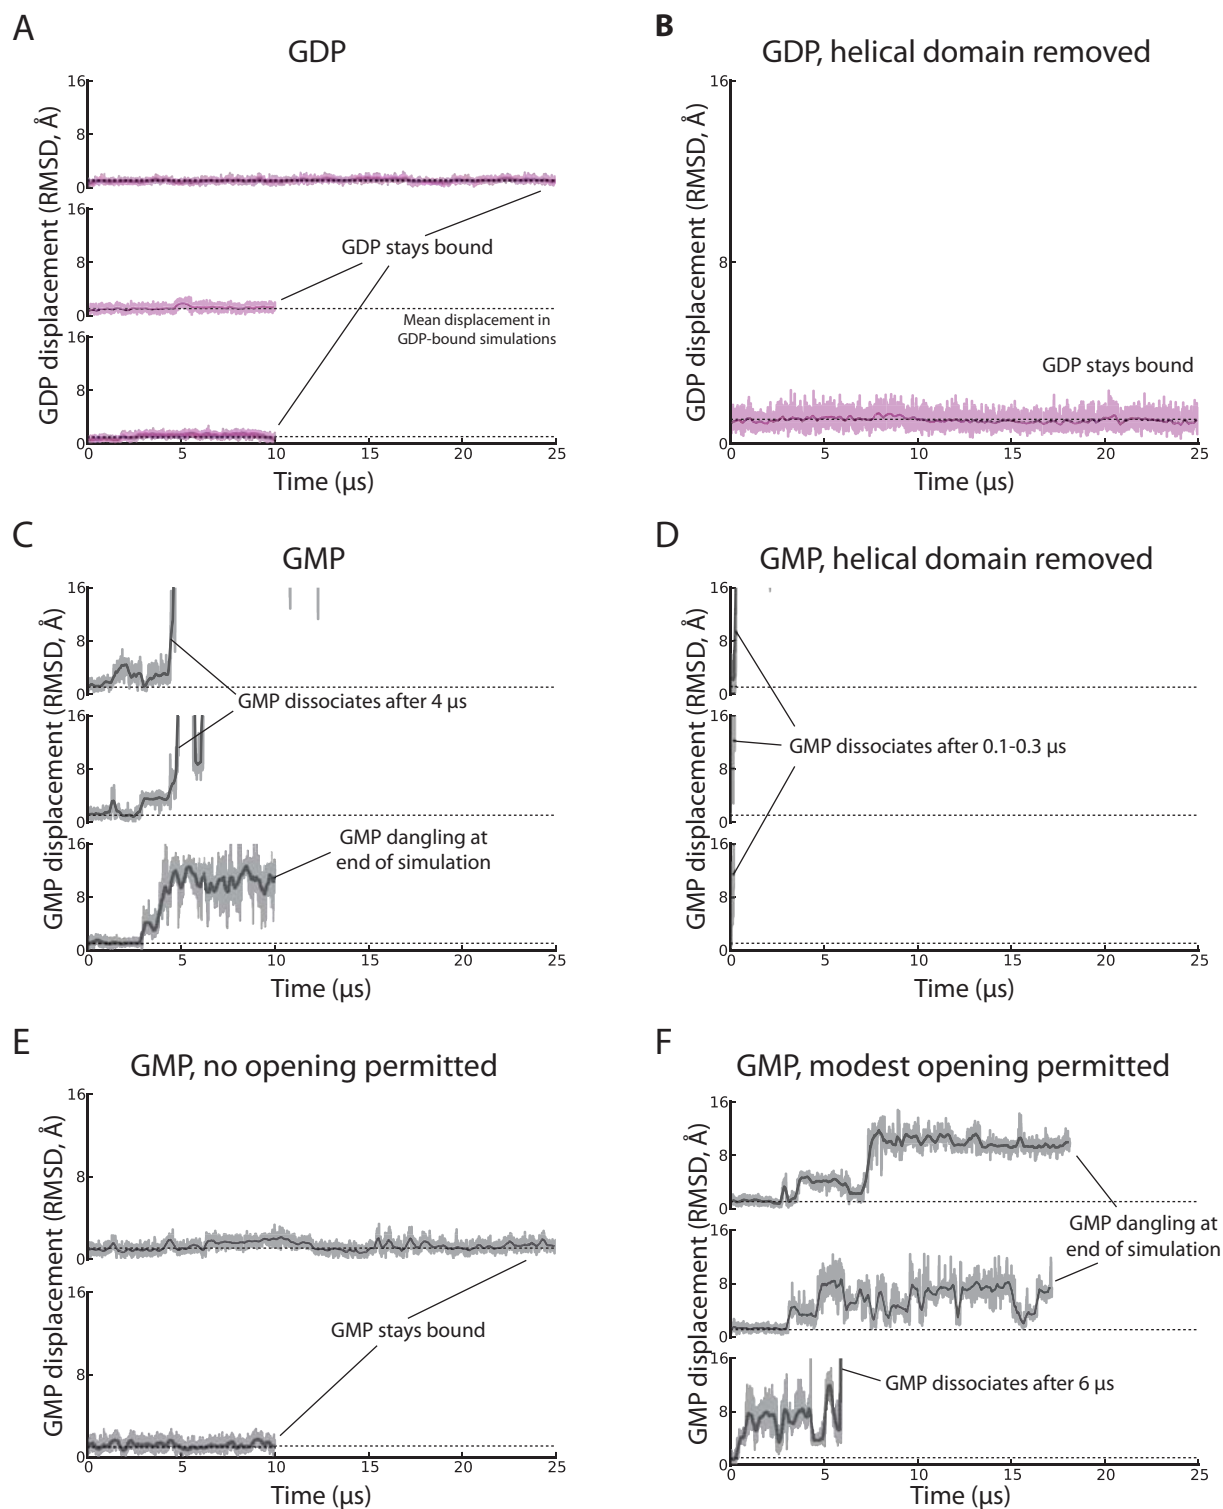 A
GDP
GDP displacement (RMSD, Å)
16
8
0
16
8
0
16
8
0
GDP stays bound
Mean displacement in
GDP-bound simulations
0 5 10 15 20 25
Time (µs)
B
GDP, helical domain removed
GDP displacement (RMSD, Å)
16
8
0
GDP stays bound
0 5 10 15 20 25
Time (µs)
C
GMP
GMP displacement (RMSD, Å)
16
8
0
16
8
0
16
8
0
GMP dissociates after 4 µs
GMP dangling at
end of simulation
0 5 10 15 20 25
Time (µs)
D
GMP, helical domain removed
GMP displacement (RMSD, Å)
16
8
0
16
8
0
16
8
0
GMP dissociates after 0.1-0.3 µs
0 5 10 15 20 25
Time (µs)
E
GMP, no opening permitted
GMP displacement (RMSD, Å)
16
8
0
16
8
0
GMP stays bound
0 5 10 15 20 25
Time (µs)
F
GMP, modest opening permitted
GMP displacement (RMSD, Å)
16
8
0
16
8
0
16
8
0
GMP dangling at
end of simulation
GMP dissociates after 6 µs
0 5 10 15 20 25
Time (µs)